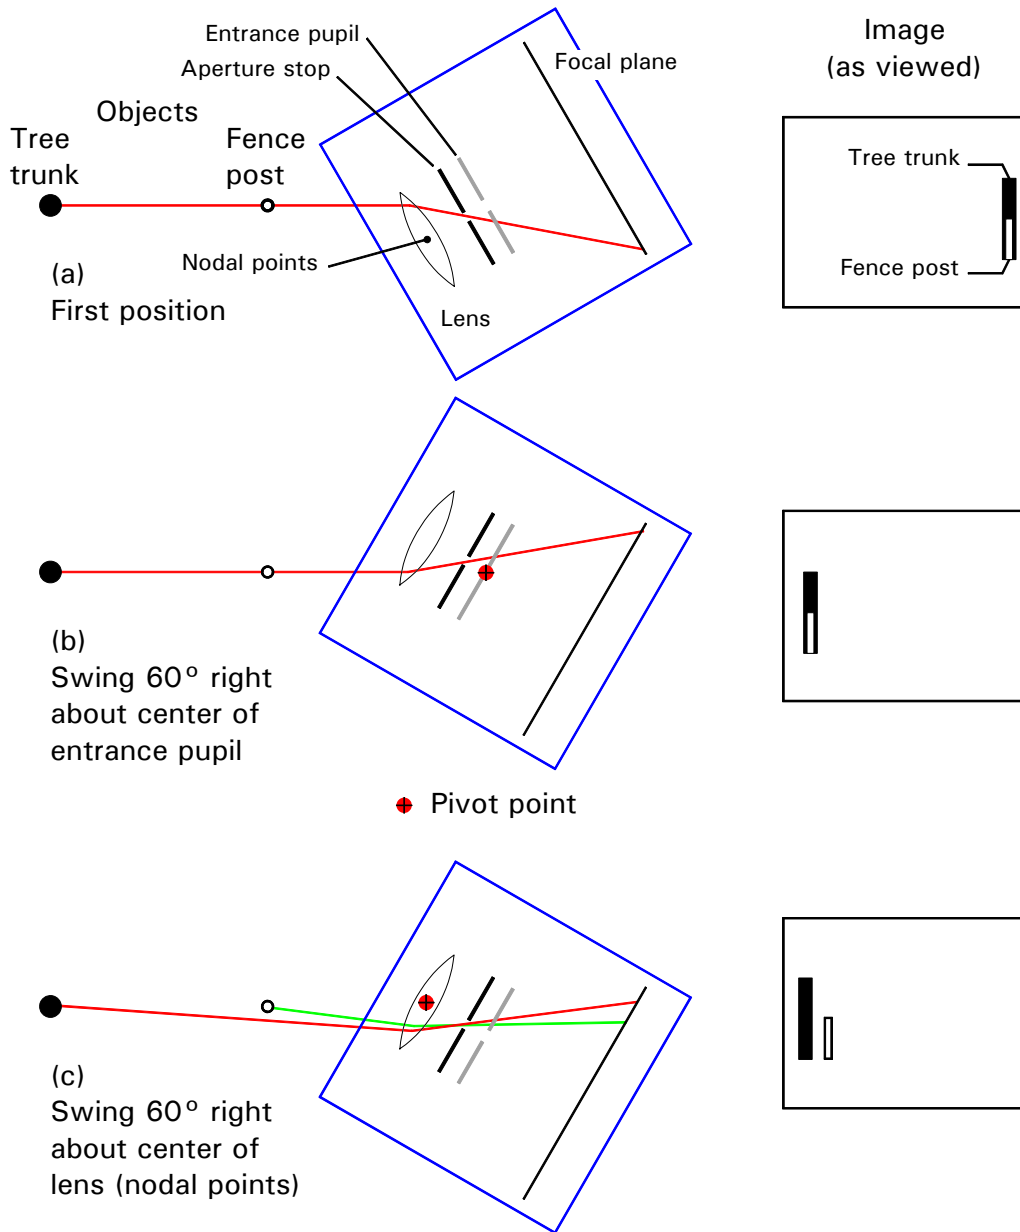 Image
(as viewed)
Entrance pupil
Aperture stop
Focal plane
Objects
Tree
trunk
Fence
post
Tree trunk
Nodal points
Fence post
(a)
First position
Lens
(b)
Swing 60° right
about center of
entrance pupil
Pivot point
(c)
Swing 60° right
about center of
lens (nodal points)